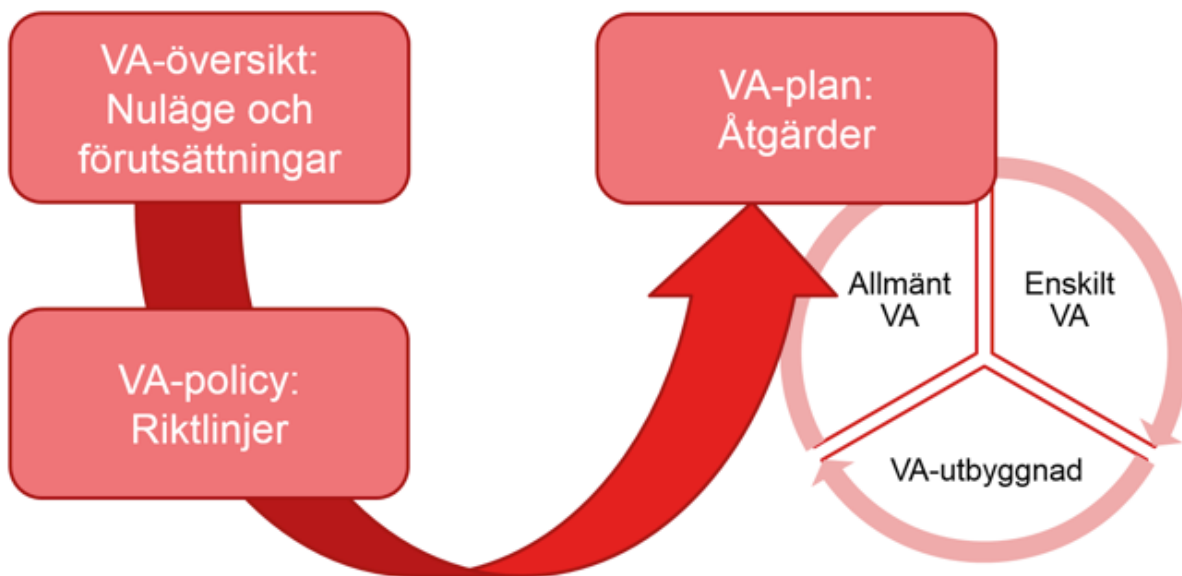 VA-översikt:
Nuläge och
förutsättningar
VA-policy:
Riktlinjer
VA-plan:
Åtgärder
Allmänt
VA
Enskilt
VA
VA-utbyggnad